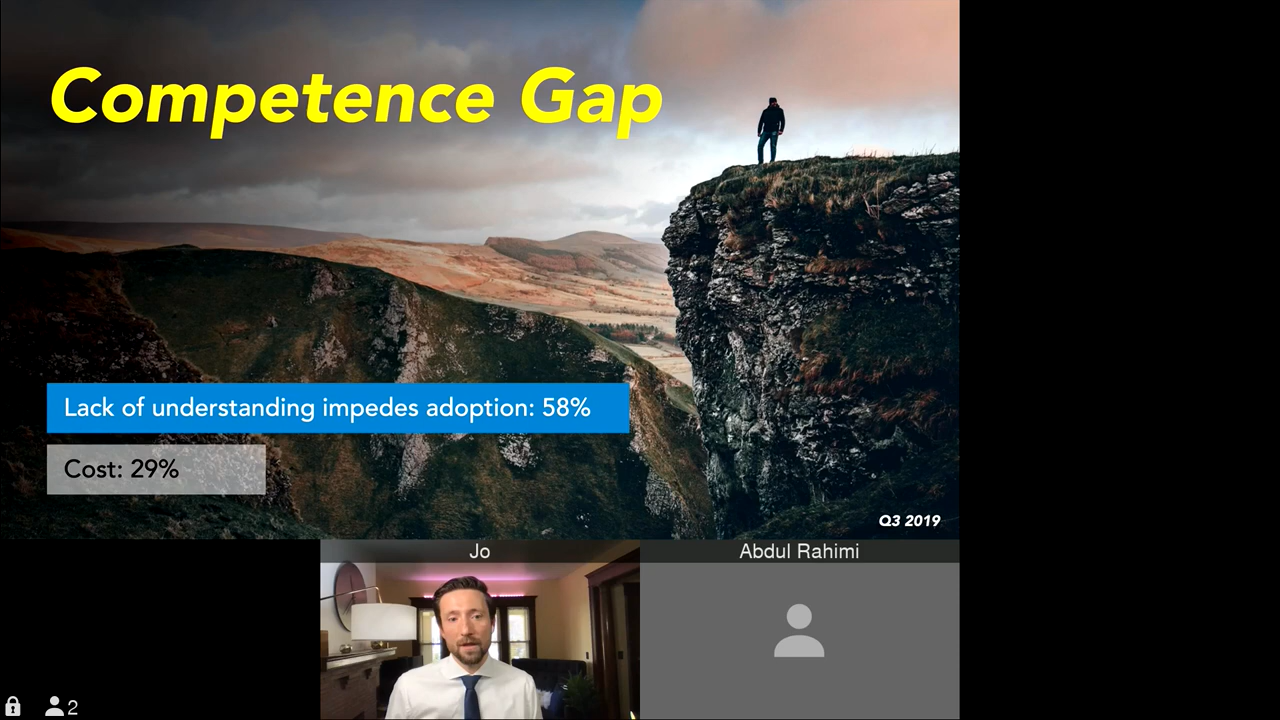 Competence Gap
Lack of understanding impedes adoption: 58%
Cost: 29%
Q3 2019
Jo
Abdul Rahimi
2